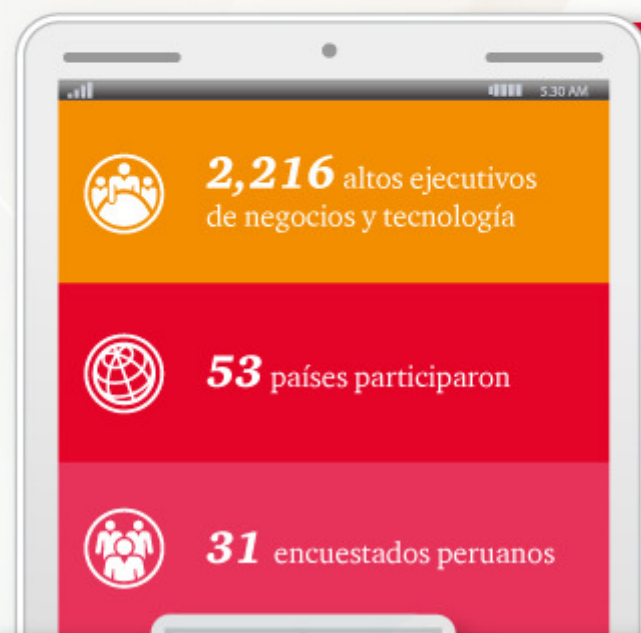 5.30 AM
2,216 altos ejecutivos
de negocios y tecnología
53 países participaron
31 encuestados peruanos